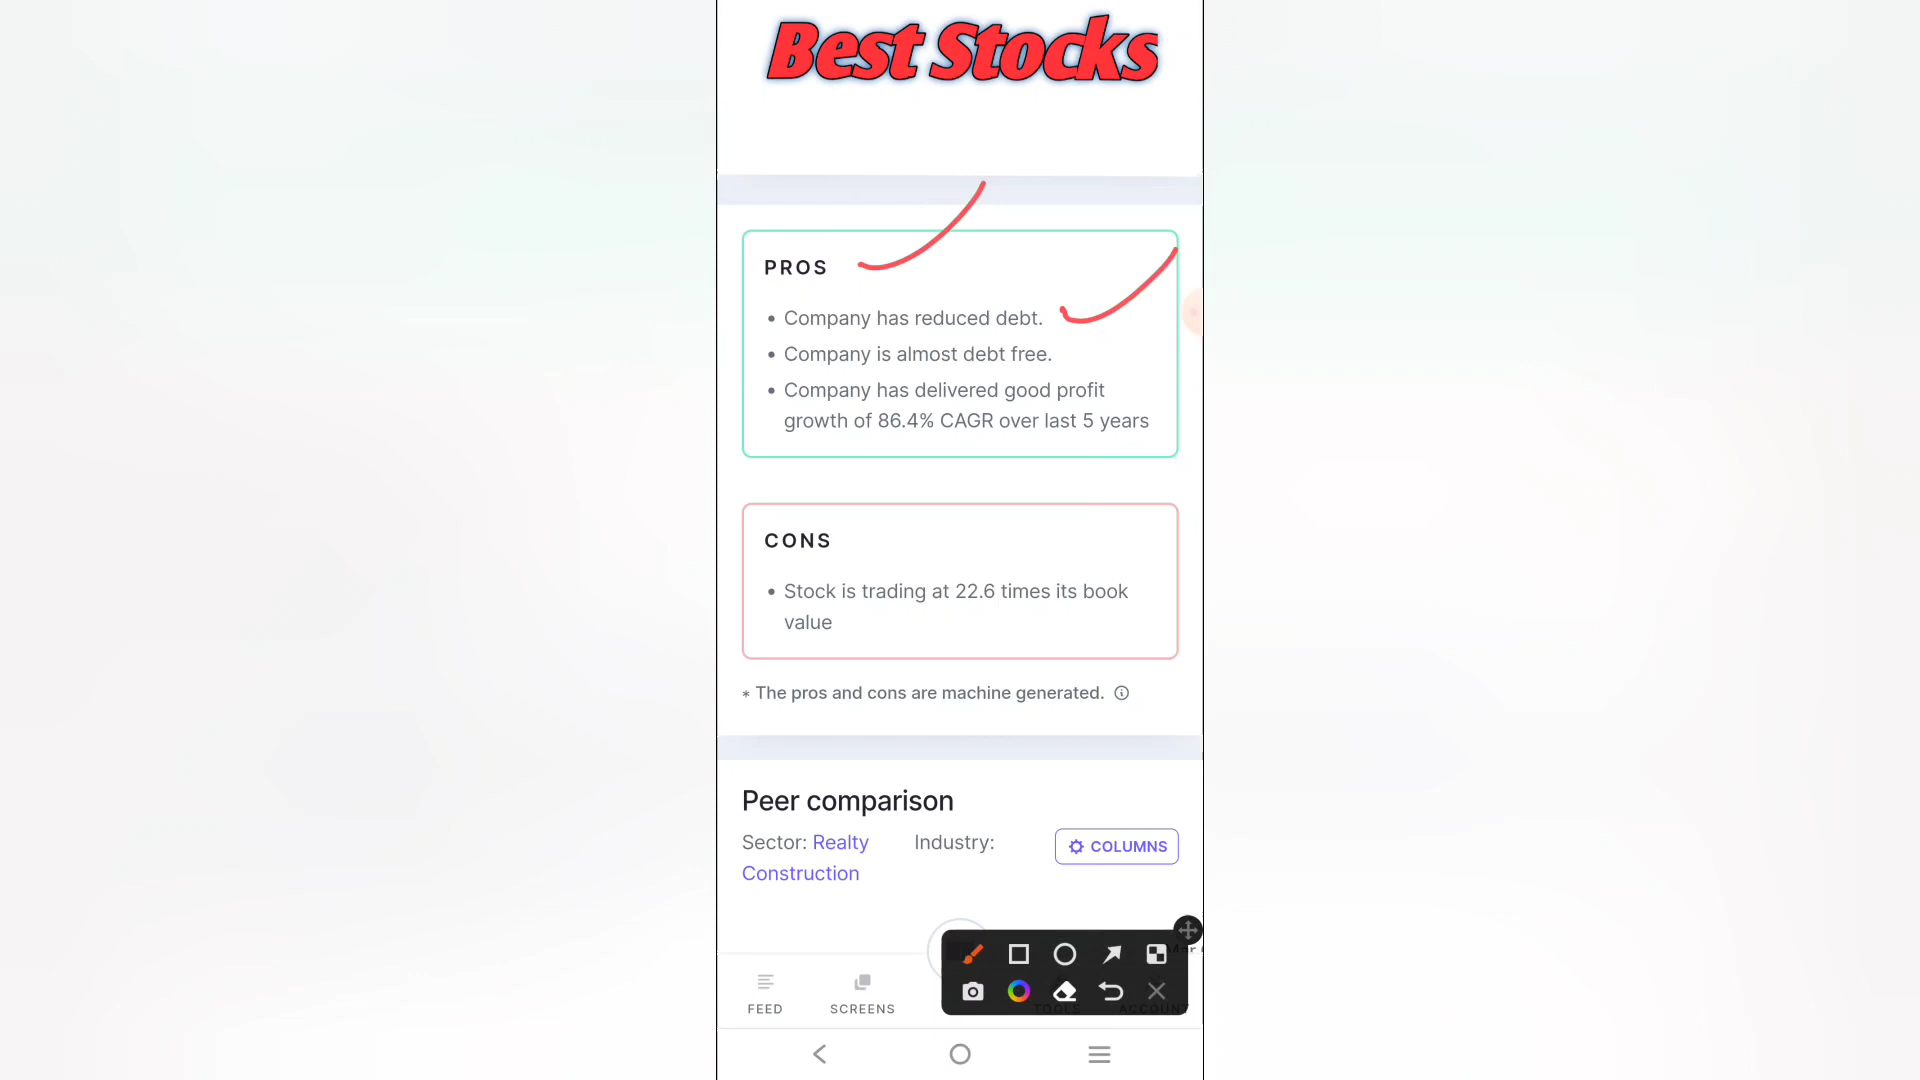 Best Stocks
PROS
• Company has reduced debt.
• Company is almost debt free.
• Company has delivered good profit
growth of 86.4% CAGR over last 5 years
CONS
• Stock is trading at 22.6 times its book
value
* The pros and cons are machine generated.
Peer comparison
Sector: Realty Industry:
Construction
COLUMNS
FEED
SCREENS
TOOLS
ACCOUNT